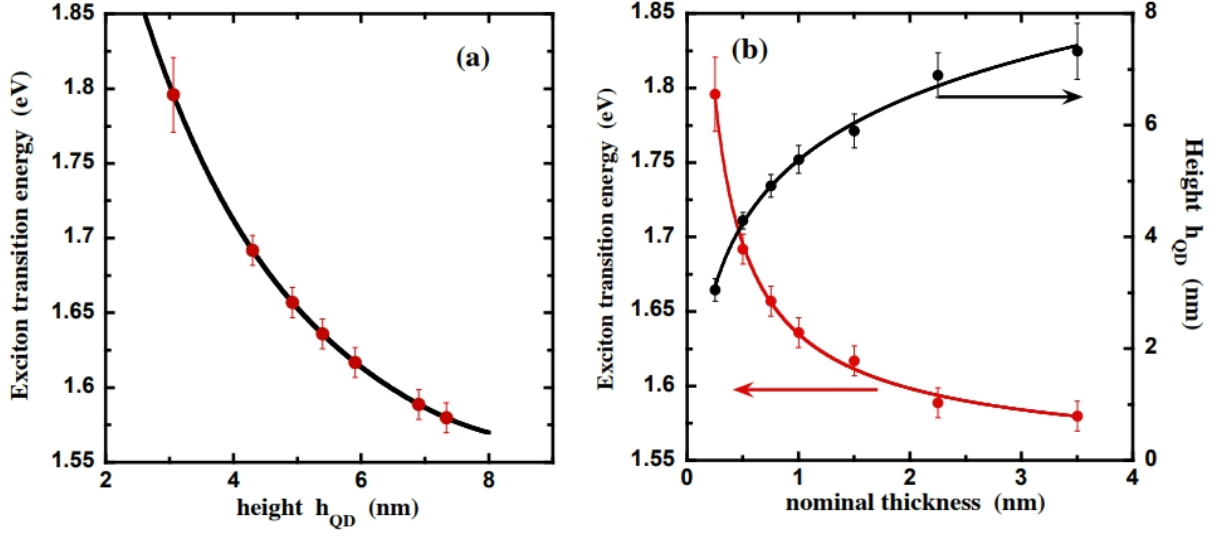 (a)
Exciton transition energy (eV)
1.85
1.8
1.75
1.7
1.65
1.6
1.55
2 4 6 8
height h_QD (nm)
(b)
Exciton transition energy (eV)
1.85
1.8
1.75
1.7
1.65
1.6
1.55
0 1 2 3 4
nominal thickness (nm)
8
6
4
2
0
Height h_QD (nm)